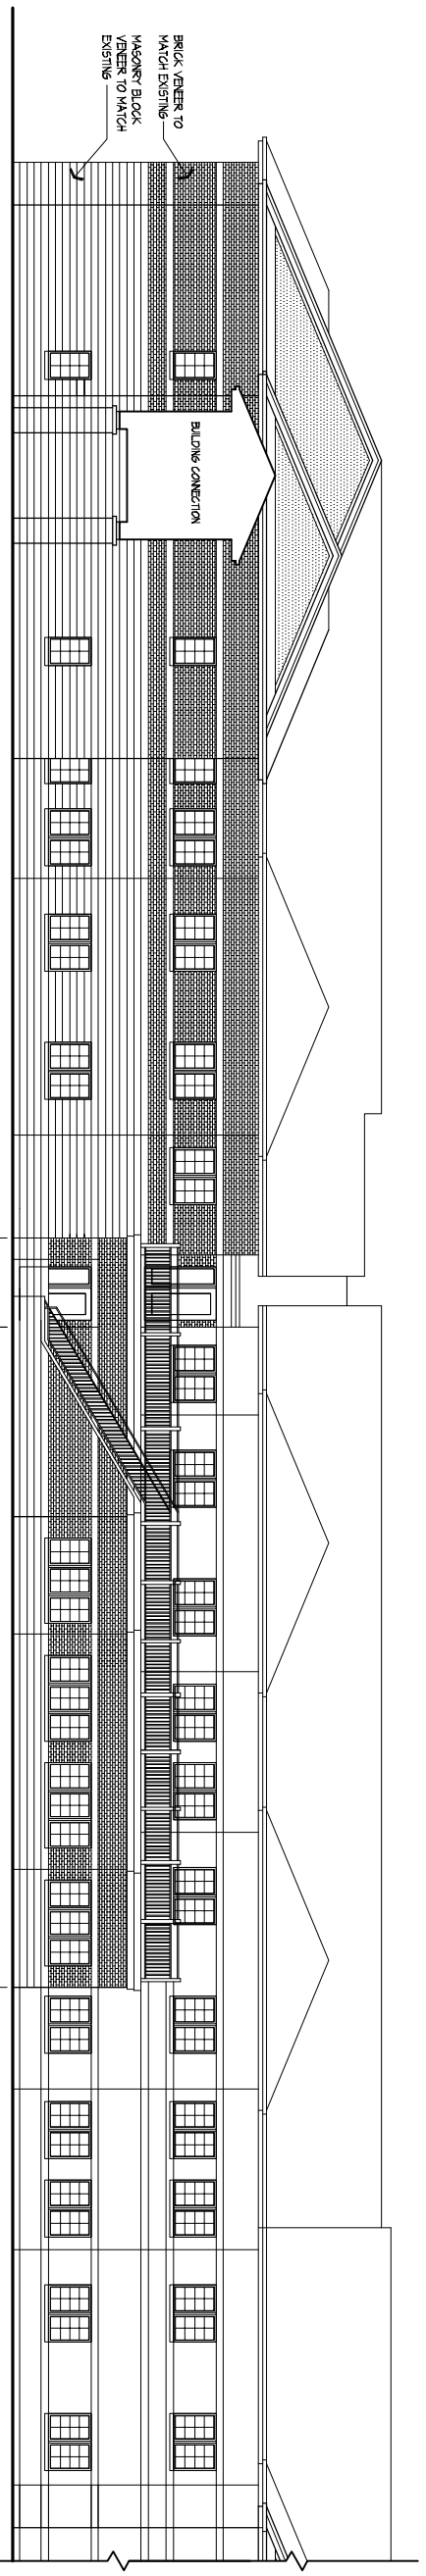 BRICK VENEER TO
MATCH EXISTING
MASONRY BLOCK
VENEER TO MATCH
EXISTING
BUILDING CONNECTION